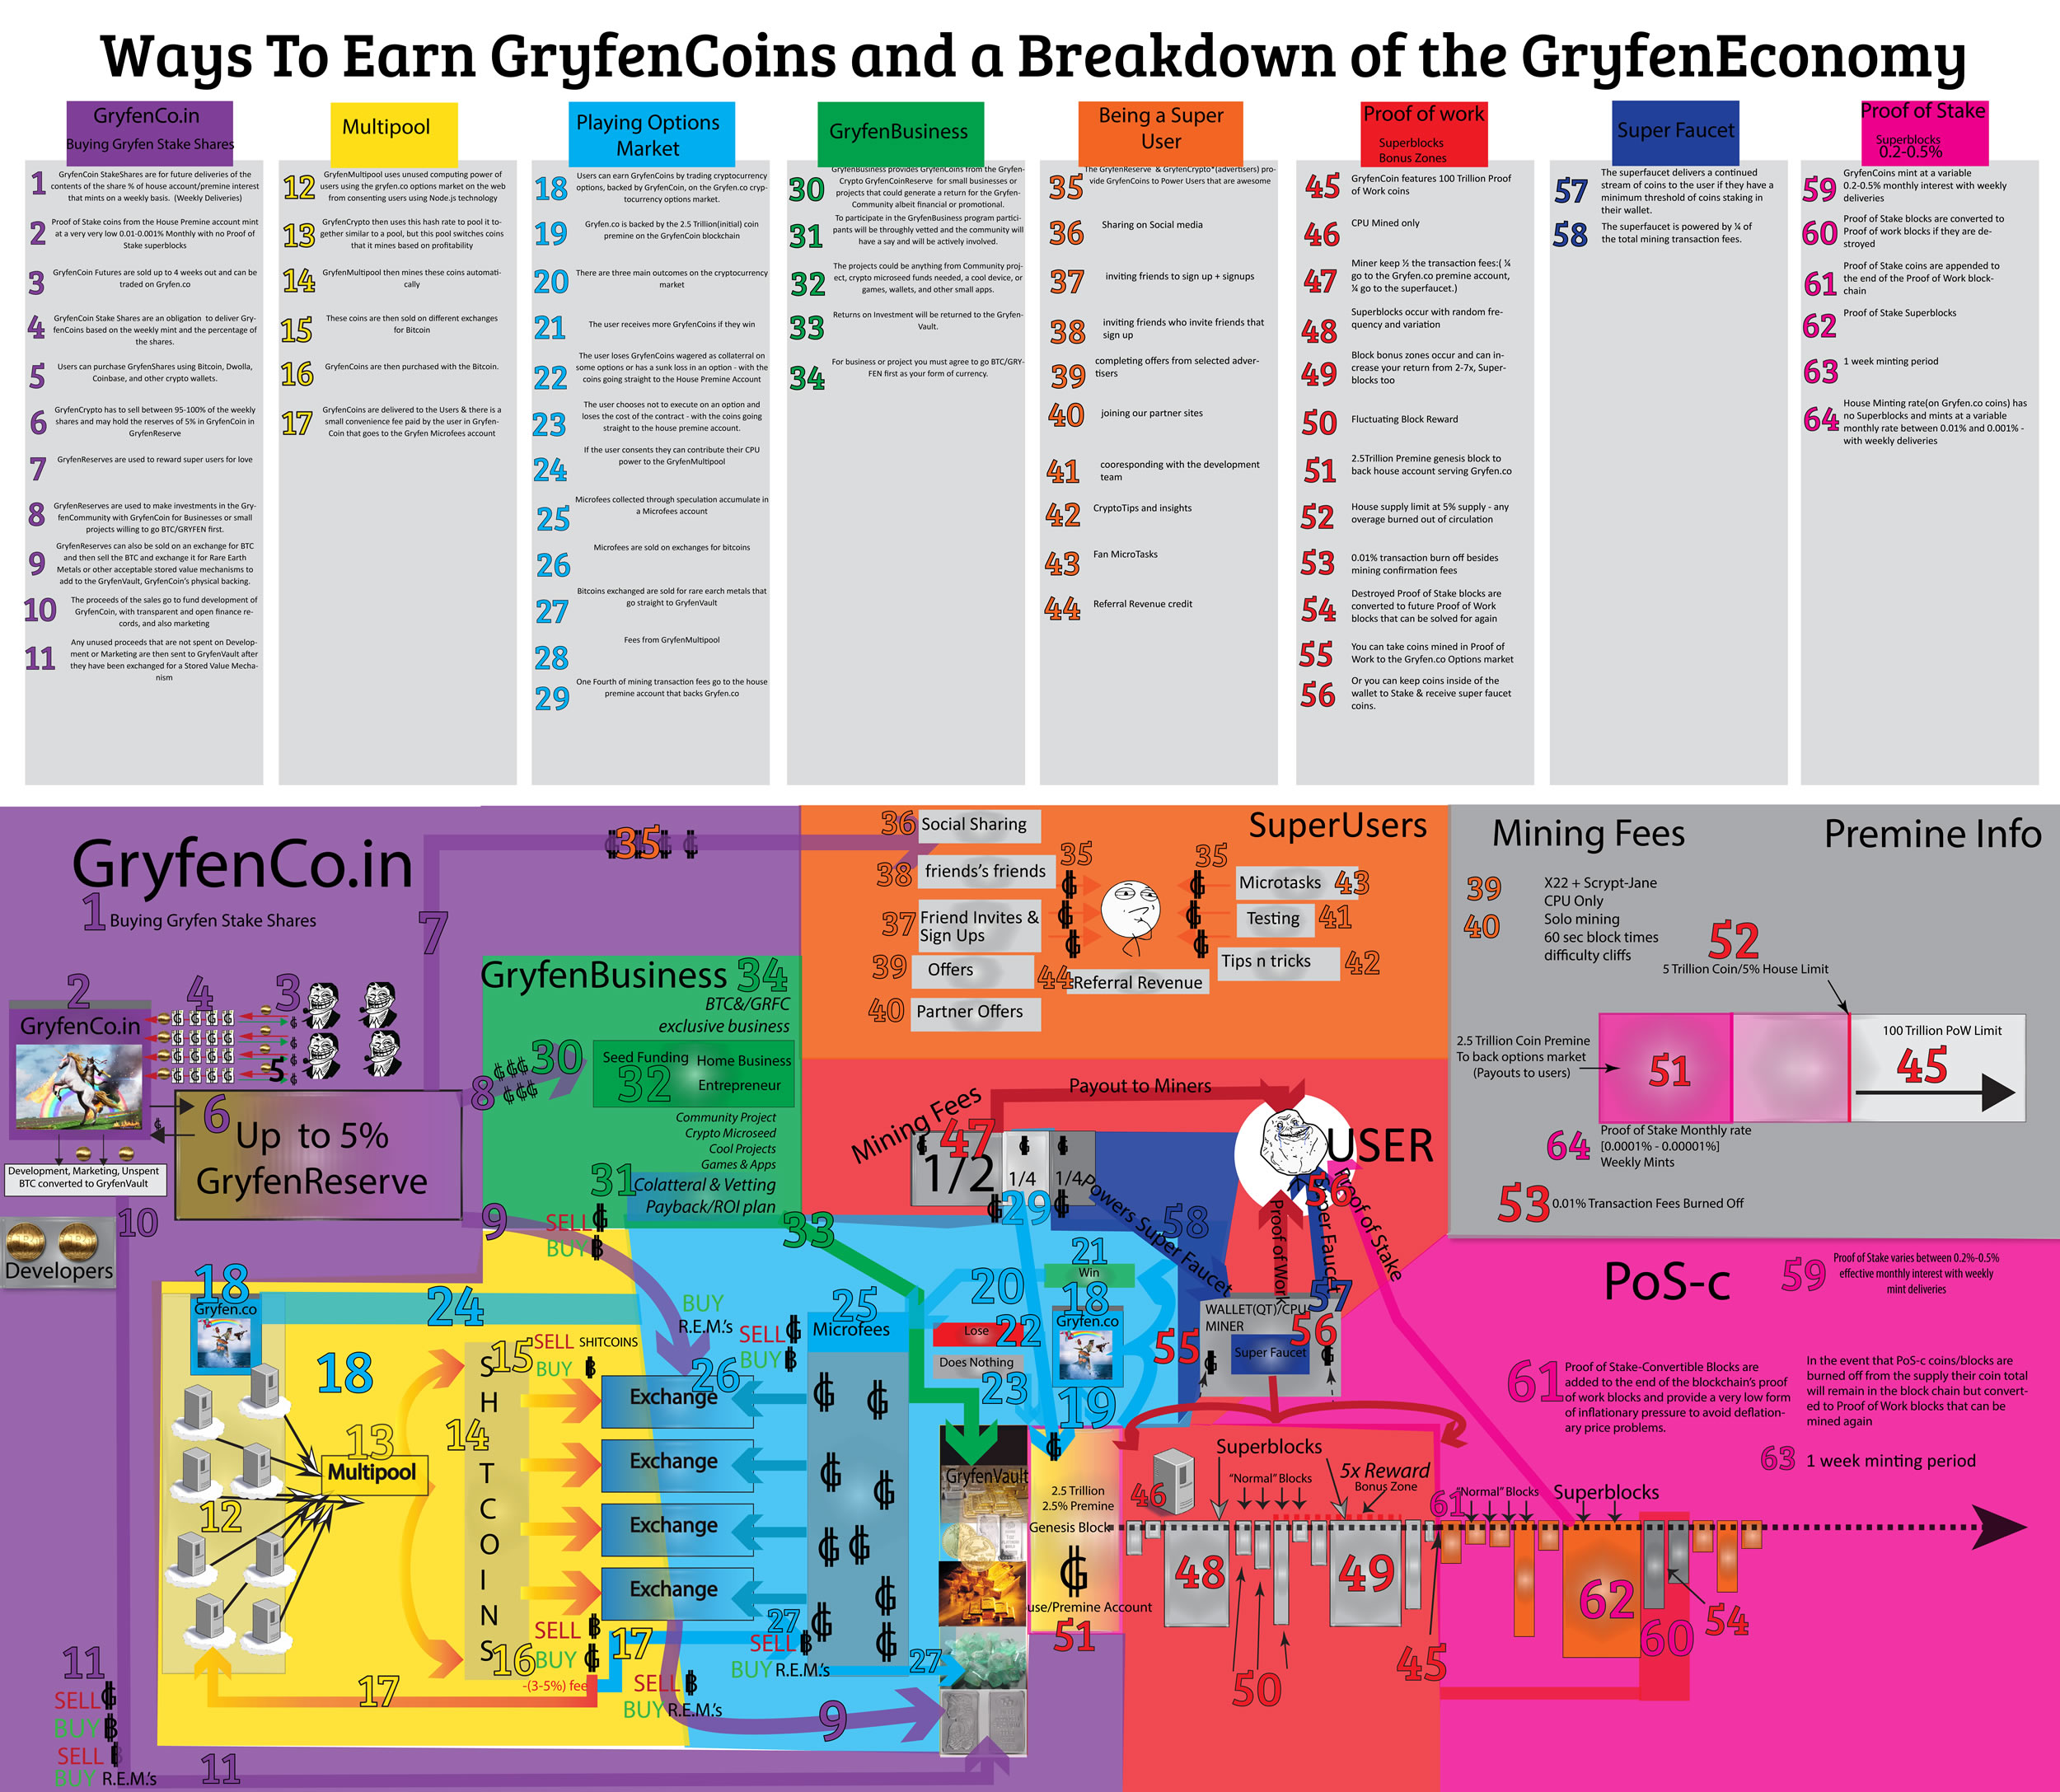 Ways To Earn GryfenCoins and a Breakdown of the GryfenEconomy
GryfenCo.in
Buying Gryfen Stake Shares
1
GryfenCoin StakeShares are for future deliveries of the
contents of the share % of house account/premine interest
that mints on a weekly basis. (Weekly Deliveries)
2
Proof of Stake coins from the House Premine account mint
at a very very low 0.01-0.001% Monthly with no Proof of
Stake superblocks
3
GryfenCoin Futures are sold up to 4 weeks out and can be
traded on Gryfen.co
4
GryfenCoin Stake Shares are an obligation to deliver Gry-
fenCoins based on the weekly mint and the percentage of
the shares.
5
Users can purchase GryfenShares using Bitcoin, Dwolla,
Coinbase, and other crypto wallets.
6
GryfenCrypto has to sell between 95-100% of the weekly
shares and may hold the reserves of 5% in GryfenCoin in
GryfenReserve
7
GryfenReserves are used to reward super users for love
8
GryfenReserves are used to make investments in the Gry-
fenCommunity with GryfenCoin for Businesses or small
projects willing to go BTC/GRYFEN first.
9
GryfenReserves can also be sold on an exchange for BTC
and then sell the BTC and exchange it for Rare Earth
Metals or other acceptable stored value mechanisms to
add to the GryfenVault, GryfenCoin's physical backing.
10
The proceeds of the sales go to fund development of
GryfenCoin, with transparent and open finance re-
cords, and also marketing
11
Any unused proceeds that are not spent on Develop-
ment or Marketing are then sent to GryfenVault after
they have been exchanged for a Stored Value Mecha-
nism
Multipool
12
GryfenMultipool uses unused computing power of
users using the gryfen.co options market on the web
from consenting users using Node.js technology
13
GryfenCrypto then uses this hash rate to pool it to-
gether similar to a pool, but this pool switches coins
that it mines based on profitability
14
GryfenMultipool then mines these coins automati-
cally
15
These coins are then sold on different exchanges
for Bitcoin
16
GryfenCoins are then purchased with the Bitcoin.
17
GryfenCoins are delivered to the Users & there is a
small convenience fee paid by the user in Gryfen-
Coin that goes to the Gryfen Microfees account
Playing Options
Market
18
Users can earn GryfenCoins by trading cryptocurrency
options, backed by GryfenCoin, on the Gryfen.co cryp-
tocurrency options market.
19
Gryfen.co is backed by the 2.5 Trillion(initial) coin
premine on the GryfenCoin blockchain
20
There are three main outcomes on the cryptocurrency
market
21
The user receives more GryfenCoins if they win
22
The user loses GryfenCoins wagered as collaterral on
some options or has a sunk loss in an option - with the
coins going straight to the House Premine Account
23
The user chooses not to execute on an option and
loses the cost of the contract - with the coins going
straight to the house premine account.
24
If the user consents they can contribute their CPU
power to the GryfenMultipool
25
Microfees collected through speculation accumulate in
a Microfees account
26
Microfees are sold on exchanges for bitcoins
27
Bitcoins exchanged are sold for rare earch metals that
go straight to GryfenVault
28
Fees from GryfenMultipool
29
One Fourth of mining transaction fees go to the house
premine account that backs Gryfen.co
GryfenBusiness
30
GryfenBusiness provides GryfenCoins from the Gryfen-
Crypto GryfenCoinReserve for small businesses or
projects that could generate a return for the Gryfen-
Community albeit financial or promotional.
31
To participate in the GryfenBusiness program partici-
pants will be throughly vetted and the community will
have a say and will be actively involved.
32
The projects could be anything from Community proj-
ect, crypto microseed funds needed, a cool device, or
games, wallets, and other small apps.
33
Returns on Investment will be returned to the Gryfen-
Vault.
34
For business or project you must agree to go BTC/GRY-
FEN first as your form of currency.
Being a Super
User
35
The GryfenReserve & GryfenCrypto*(advertisers) pro-
vide GryfenCoins to Power Users that are awesome
36
Sharing on Social media
37
inviting friends to sign up + signups
38
inviting friends who invite friends that
sign up
39
completing offers from selected adver-
tisers
40
joining our partner sites
41
cooresponding with the development
team
42
CryptoTips and insights
43
Fan MicroTasks
44
Referral Revenue credit
Proof of work
Superblocks
Bonus Zones
45
GryfenCoin features 100 Trillion Proof
of Work coins
46
CPU Mined only
47
Miner keep ½ the transaction fees:( ¼
go to the Gryfen.co premine account,
¼ go to the superfaucet.)
48
Superblocks occur with random fre-
quency and variation
49
Block bonus zones occur and can in-
crease your return from 2-7x, Super-
blocks too
50
Fluctuating Block Reward
51
2.5Trillion Premine genesis block to
back house account serving Gryfen.co
52
House supply limit at 5% supply - any
overage burned out of circulation
53
0.01% transaction burn off besides
mining confirmation fees
54
Destroyed Proof of Stake blocks are
converted to future Proof of Work
blocks that can be solved for again
55
You can take coins mined in Proof of
Work to the Gryfen.co Options market
56
Or you can keep coins inside of the
wallet to Stake & receive super faucet
coins.
Super Faucet
57
The superfaucet delivers a continued
stream of coins to the user if they have a
minimum threshold of coins staking in
their wallet.
58
The superfaucet is powered by ¼ of
the total mining transaction fees.
Proof of Stake
Superblocks
0.2-0.5%
59
GryfenCoins mint at a variable
0.2-0.5% monthly interest with weekly
deliveries
60
Proof of Stake blocks are converted to
Proof of work blocks if they are de-
stroyed
61
Proof of Stake coins are appended to
the end of the Proof of Work block-
chain
62
Proof of Stake Superblocks
63
1 week minting period
64
House Minting rate(on Gryfen.co coins) has
no Superblocks and mints at a variable
monthly rate between 0.01% and 0.001% -
with weekly deliveries
GryfenCo.in
1 Buying Gryfen Stake Shares
35
7
2
4
3
GryfenCo.in
5
6
Up to 5%
GryfenReserve
8
Development, Marketing, Unspent
BTC converted to GryfenVault
10
Developers
9
GryfenBusiness 34
BTC&/GRFC
exclusive business
30
Seed Funding Home Business
32
Entrepreneur
Community Project
Crypto Microseed
Cool Projects
Games & Apps
31
Colatteral & Vetting
Payback/ROI plan
SELL
BUY
33
SuperUsers
36 Social Sharing
38 friends's friends
37 Friend Invites &
Sign Ups
39 Offers
40 Partner Offers
35
35
Microtasks 43
Testing 41
Tips n tricks 42
44 Referral Revenue
Mining Fees
39
40
X22 + Scrypt-Jane
CPU Only
Solo mining
60 sec block times
difficulty cliffs
Premine Info
52
5 Trillion Coin/5% House Limit
2.5 Trillion Coin Premine
To back options market
(Payouts to users)
51
100 Trillion PoW Limit
45
64
Proof of Stake Monthly rate
[0.0001% - 0.00001%]
Weekly Mints
53 0.01% Transaction Fees Burned Off
Payout to Miners
Mining Fees
47
1/2
1/4
1/4
USER
29
Powers Super Faucet
58
Proof of Work
Super Faucet
Proof of Stake
56
57
WALLET(QT)/CPU
MINER
56
Super Faucet
55
21
Win
20
18
Gryfen.co
Lose 22
Does Nothing
23
19
18
Gryfen.co
24
18
12
13
Multipool
14
SHITCOINS
15
SELL SHITCOINS
BUY
Exchange
Exchange
Exchange
Exchange
26
BUY
R.E.M.'s
SELL
BUY
25
Microfees
16
SELL
BUY
-(3-5%) fee
17
17
SELL
BUY R.E.M.'s
27
SELL
BUY R.E.M.'s
27
9
11
SELL
BUY
SELL
BUY R.E.M.'s
11
GryfenVault
2.5 Trillion
2.5% Premine
Genesis Block
use/Premine Account
51
46
Superblocks
"Normal" Blocks
5x Reward
Bonus Zone
48
49
50
45
PoS-c
59
Proof of Stake varies between 0.2%-0.5%
effective monthly interest with weekly
mint deliveries
61
Proof of Stake-Convertible Blocks are
added to the end of the blockchain's proof
of work blocks and provide a very low form
of inflationary pressure to avoid deflation-
ary price problems.
In the event that PoS-c coins/blocks are
burned off from the supply their coin total
will remain in the block chain but convert-
ed to Proof of Work blocks that can be
mined again
63 1 week minting period
61
"Normal" Blocks
Superblocks
62
60
54